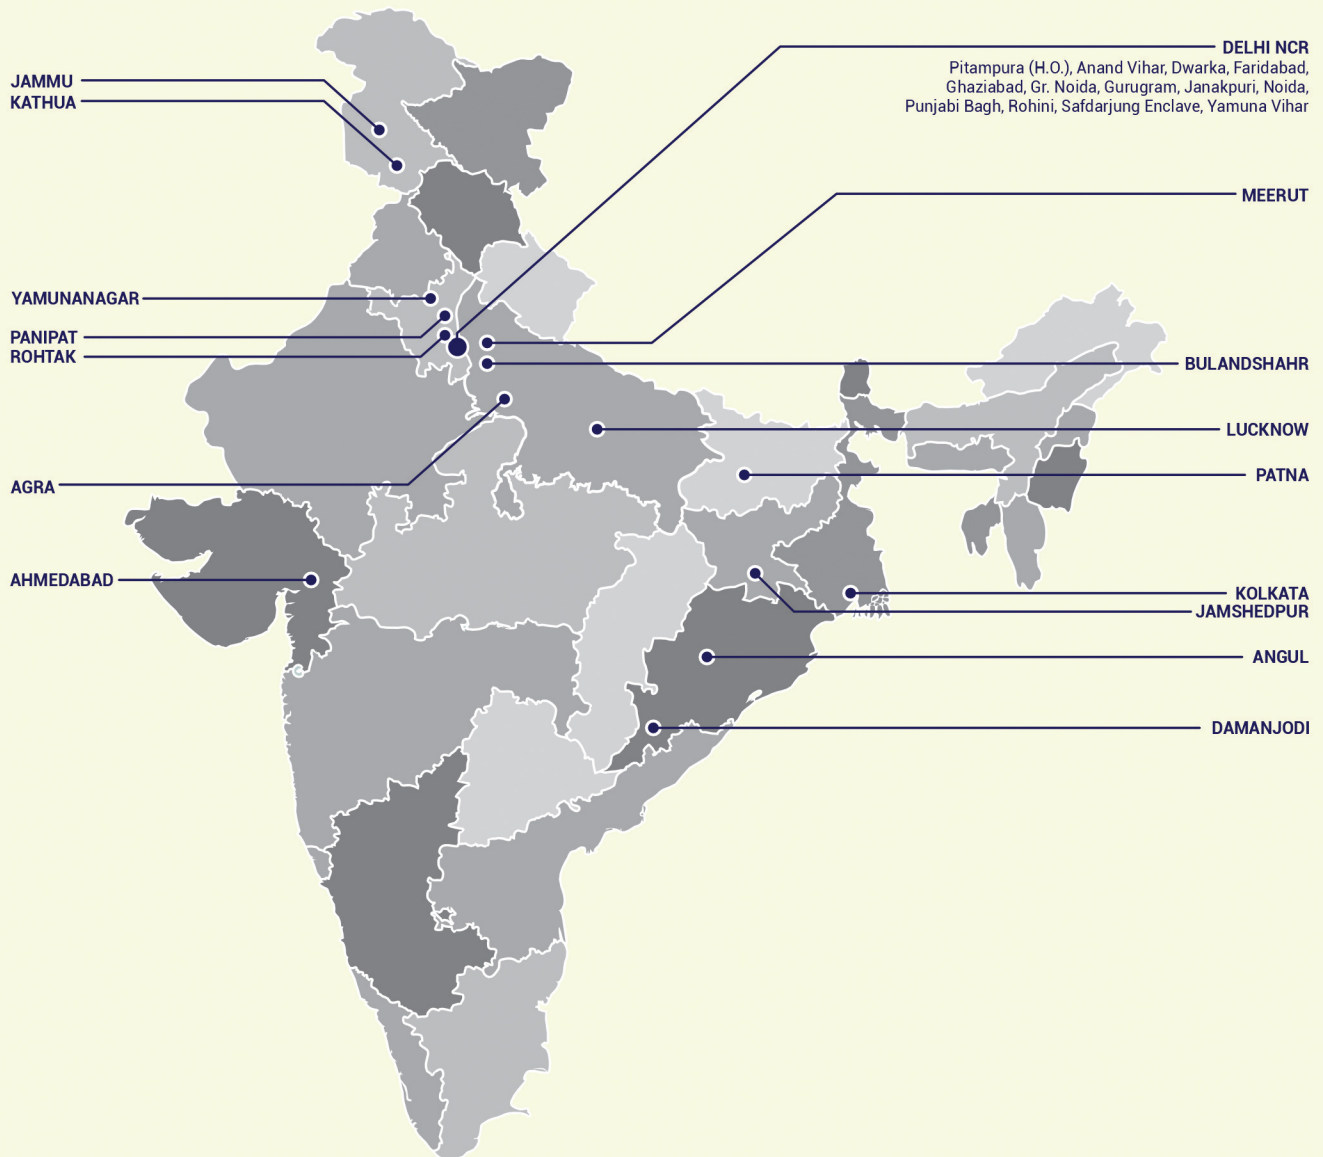 DELHI NCR
Pitampura (H.O.), Anand Vihar, Dwarka, Faridabad,
Ghaziabad, Gr. Noida, Gurugram, Janakpuri, Noida,
Punjabi Bagh, Rohini, Safdarjung Enclave, Yamuna Vihar
JAMMU
KATHUA
MEERUT
YAMUNANAGAR
PANIPAT
ROHTAK
BULANDSHAHR
LUCKNOW
PATNA
AGRA
AHMEDABAD
KOLKATA
JAMSHEDPUR
ANGUL
DAMANJODI